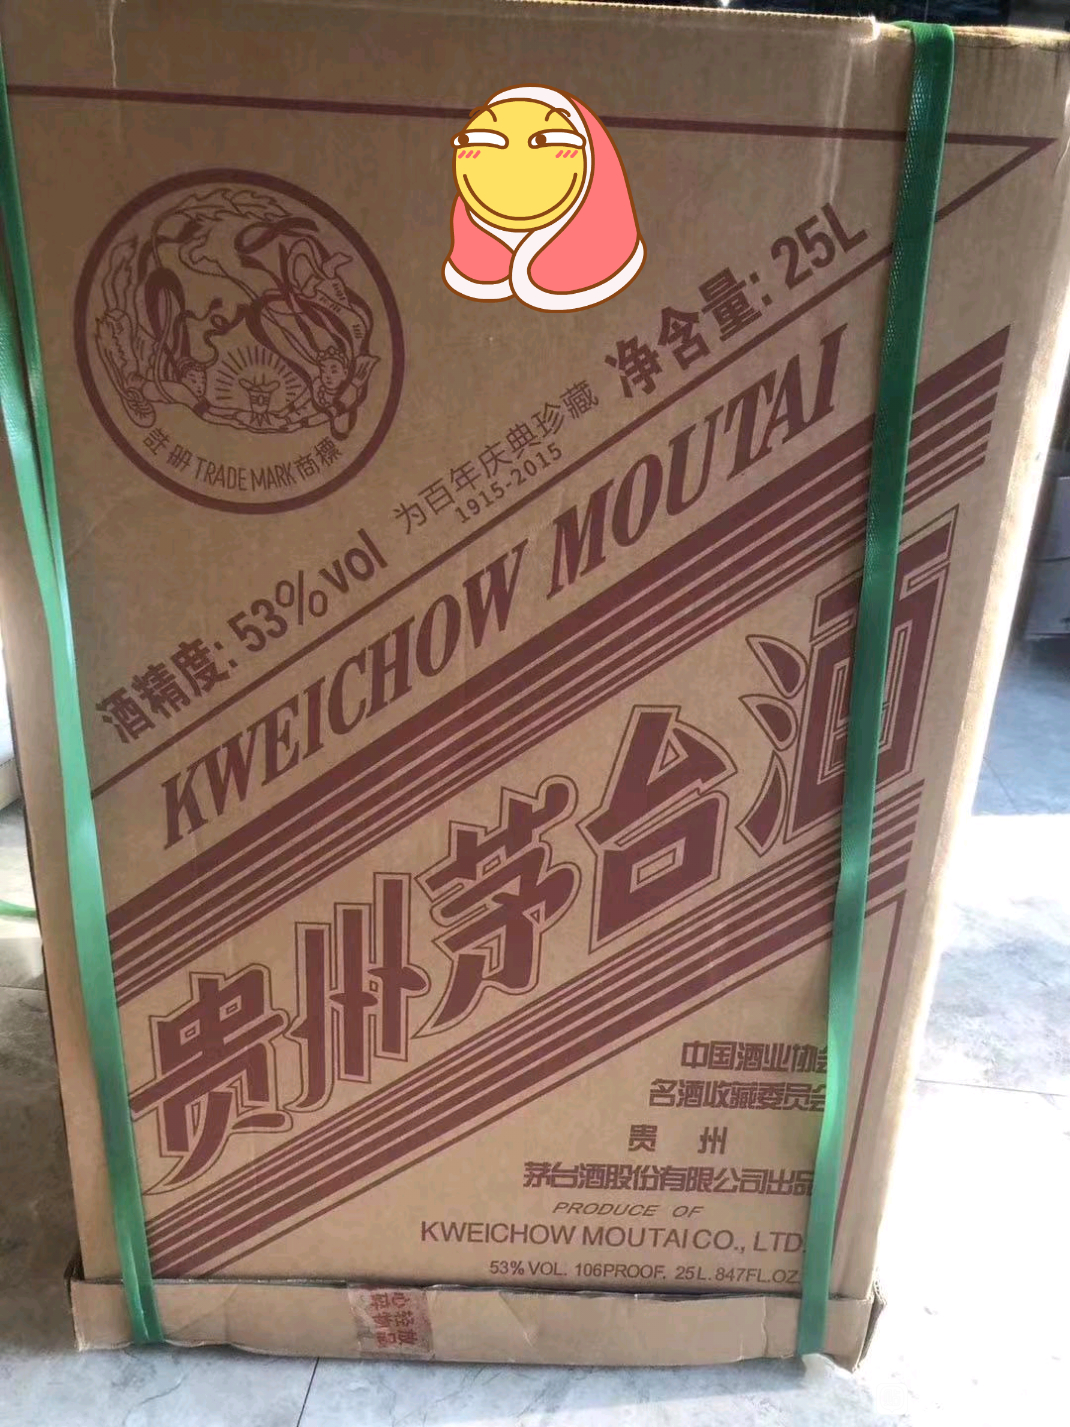 註册 TRADE MARK 商標
净含量: 25L
为百年庆典珍藏
1915-2015
酒精度: 53%vol
KWEICHOW MOUTAI
贵州茅台酒
中国酒业协会
名酒收藏委员会
贵 州
茅台酒股份有限公司出品
PRODUCE OF
KWEICHOW MOUTAI CO., LTD.
53% VOL. 106PROOF. 25L. 847FL.OZ